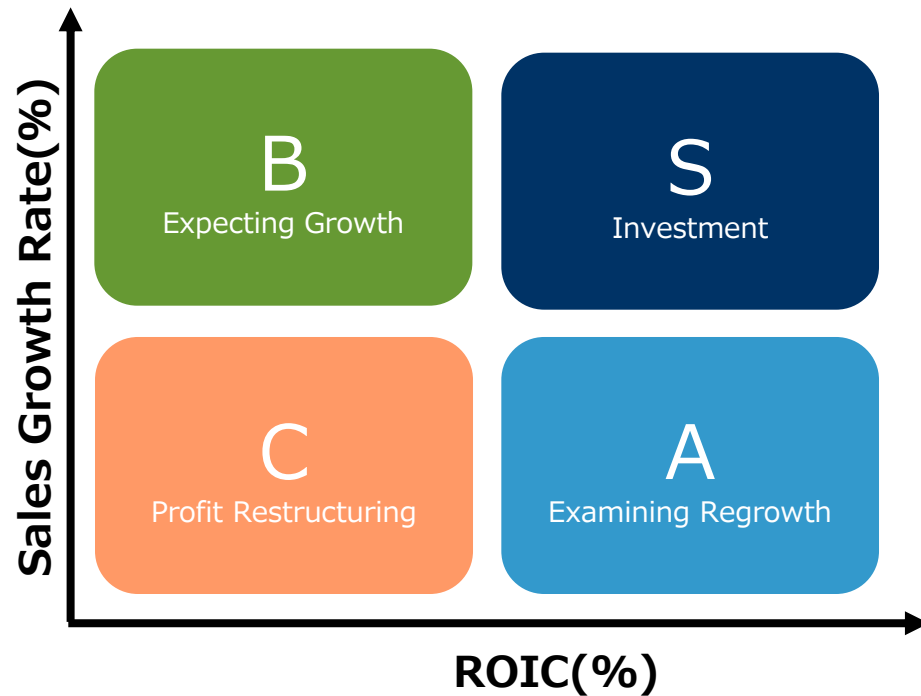 Sales Growth Rate(%)
B
Expecting Growth
S
Investment
C
Profit Restructuring
A
Examining Regrowth
ROIC(%)